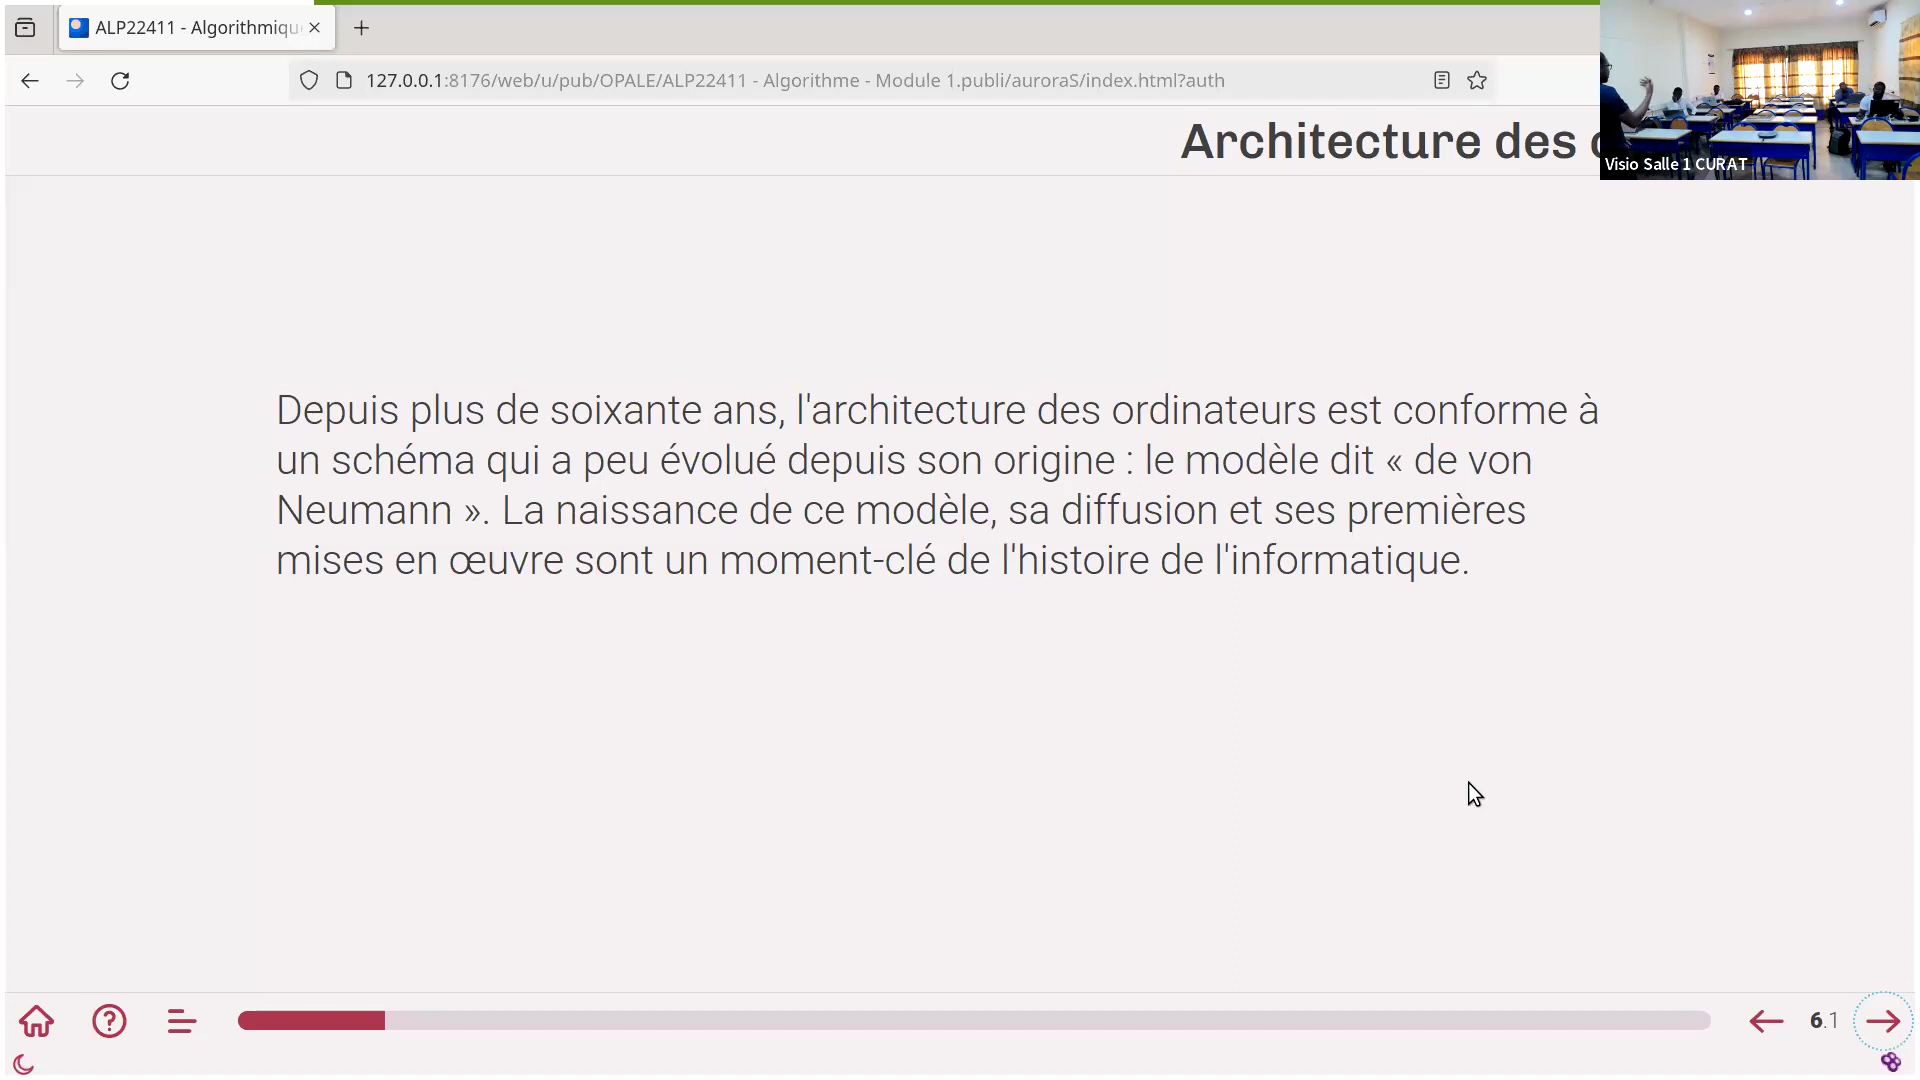 ALP22411 - Algorithmiqu
127.0.0.1:8176/web/u/pub/OPALE/ALP22411 - Algorithme - Module 1.publi/auroraS/index.html?auth
Architecture des
Visio Salle 1 CURAT
Depuis plus de soixante ans, l'architecture des ordinateurs est conforme à
un schéma qui a peu évolué depuis son origine : le modèle dit « de von
Neumann ». La naissance de ce modèle, sa diffusion et ses premières
mises en œuvre sont un moment-clé de l'histoire de l'informatique.
6.1